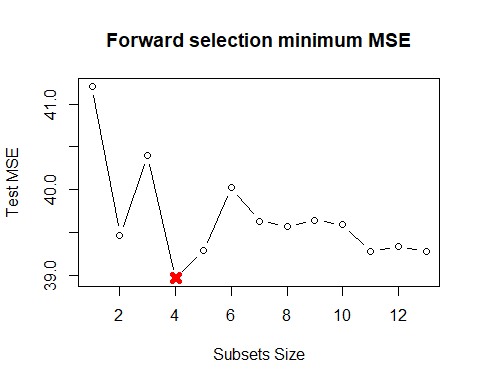 Forward selection minimum MSE
Test MSE
41.0
40.0
39.0
2 4 6 8 10 12
Subsets Size